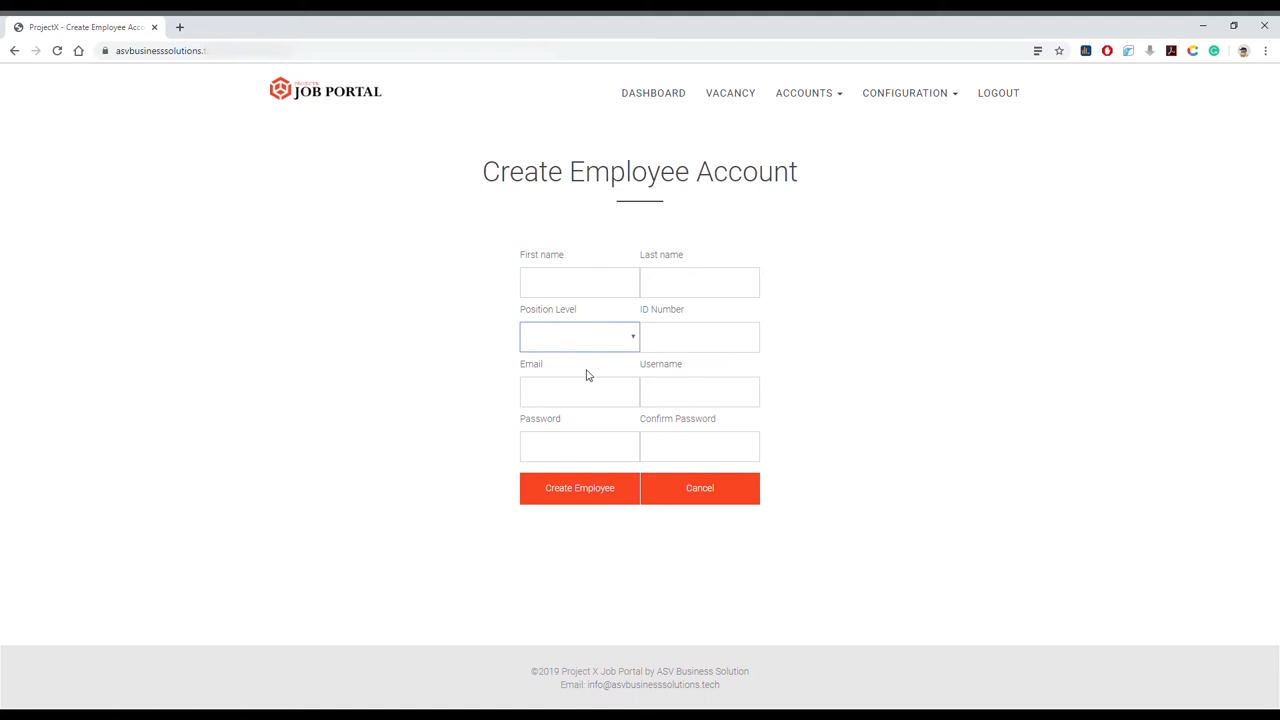 ProjectX - Create Employee Acco
asvbusinesssolutions.t
JOB PORTAL
DASHBOARD VACANCY ACCOUNTS CONFIGURATION LOGOUT
Create Employee Account
First name Last name
Position Level ID Number
Email Username
Password Confirm Password
Create Employee Cancel
©2019 Project X Job Portal by ASV Business Solution
Email: info@asvbusinesssolutions.tech